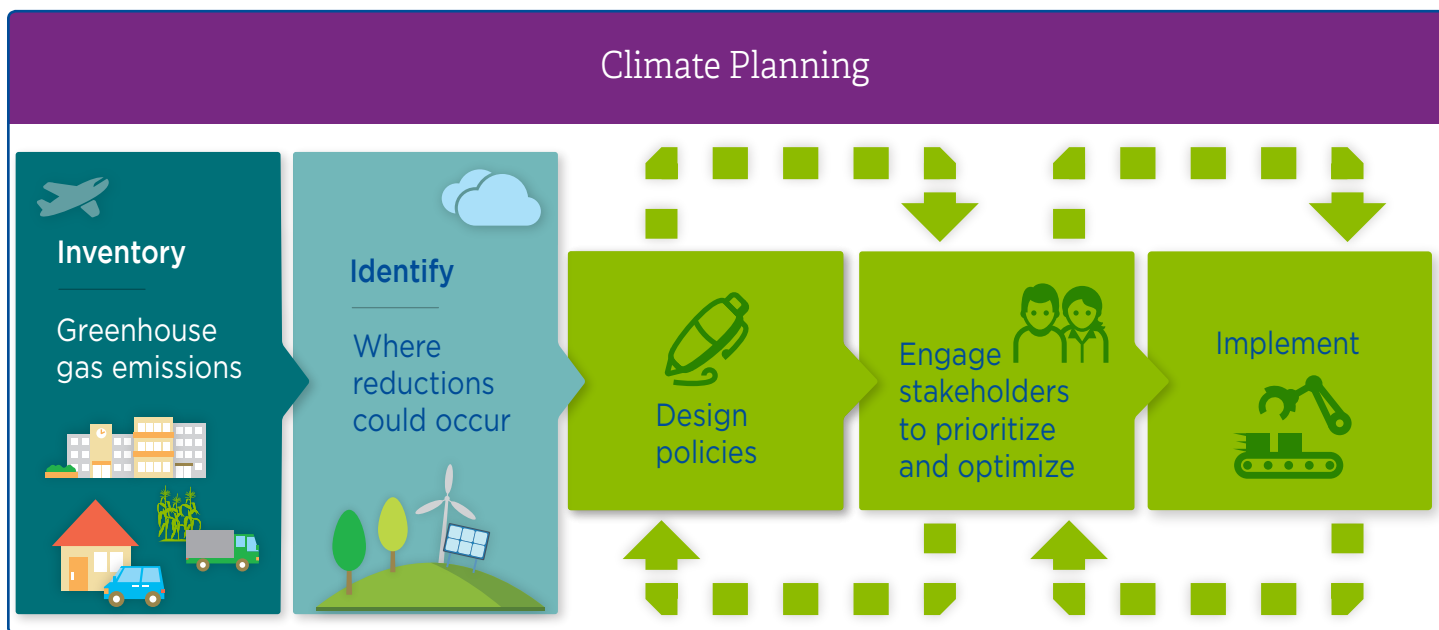 Climate Planning
Inventory
Greenhouse
gas emissions
Identify
Where
reductions
could occur
Design
policies
Engage
stakeholders
to prioritize
and optimize
Implement